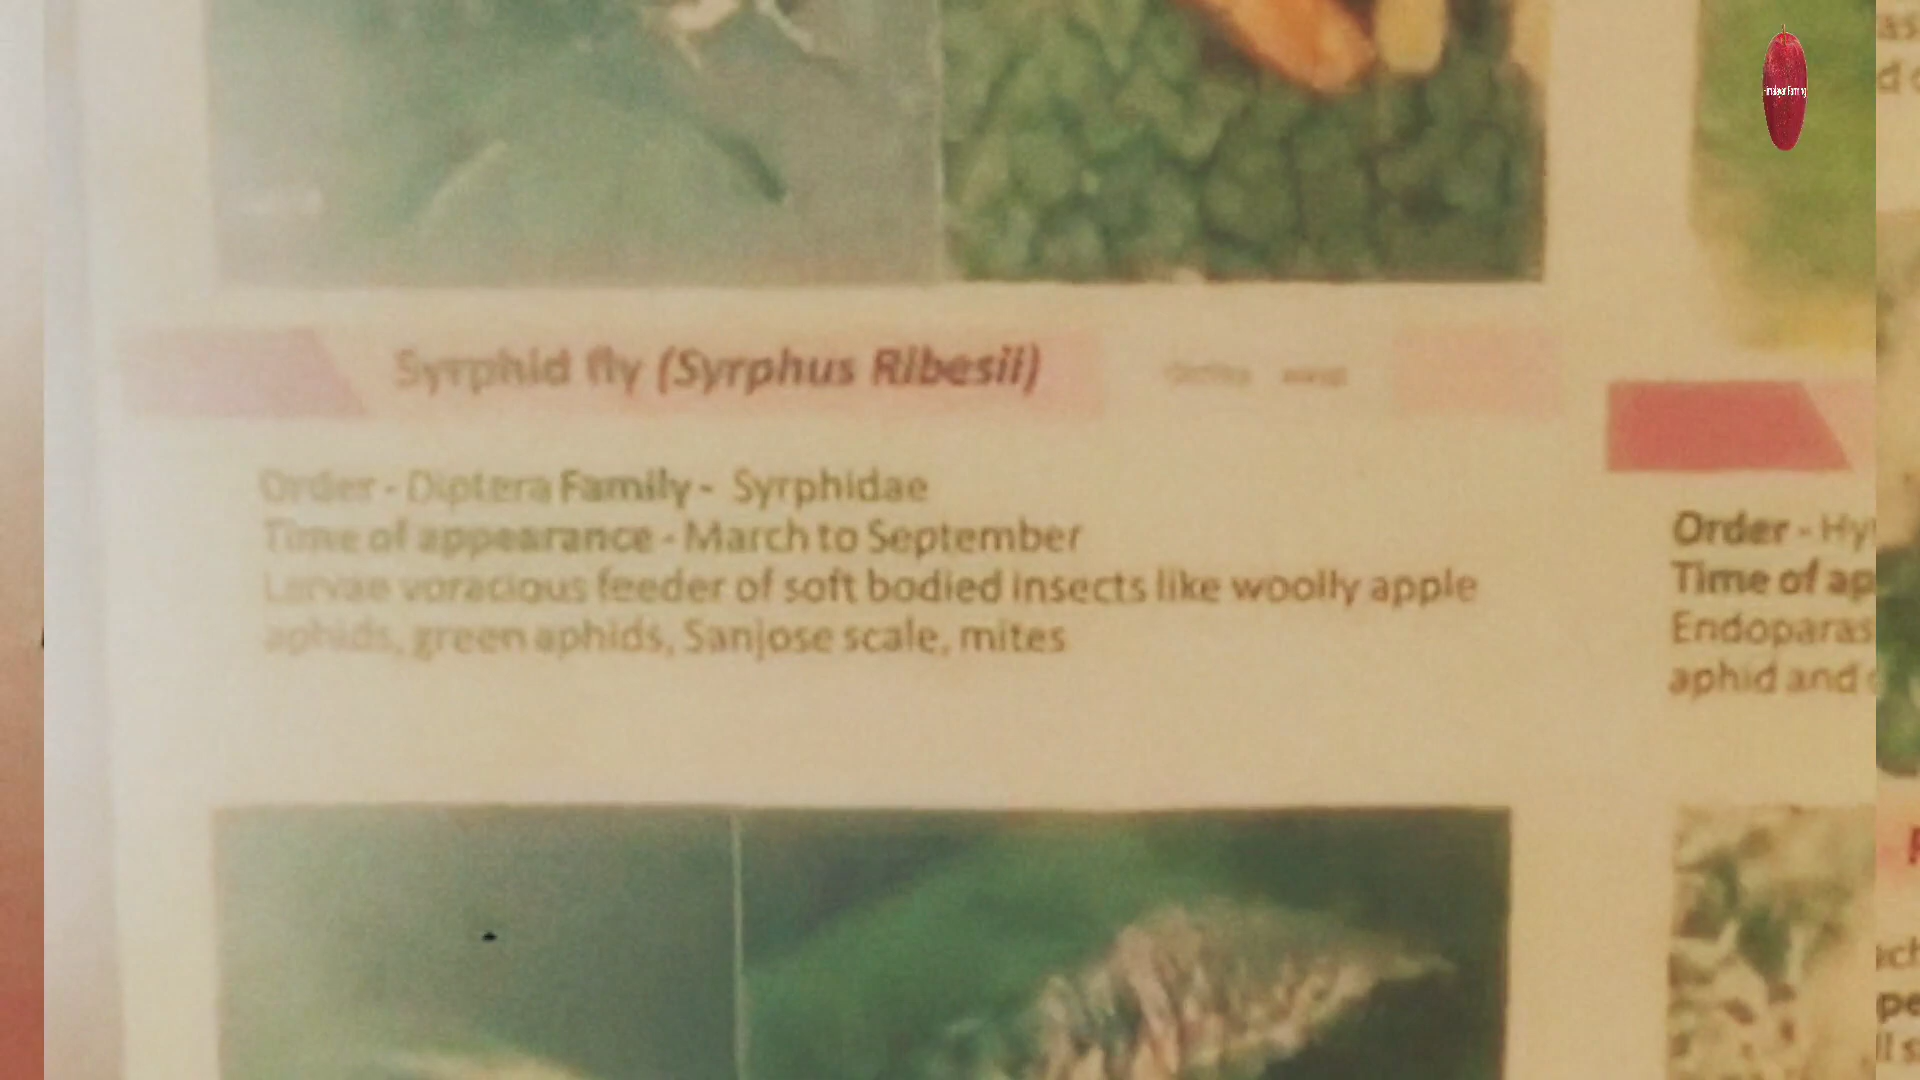 Syrphid fly (Syrphus Ribesii)
Order - Diptera Family - Syrphidae
Time of appearance - March to September
Larvae voracious feeder of soft bodied insects like woolly apple
aphids, green aphids, Sanjose scale, mites
Order - Hy
Time of ap
Endoparas
aphid and
Himalayan Farming